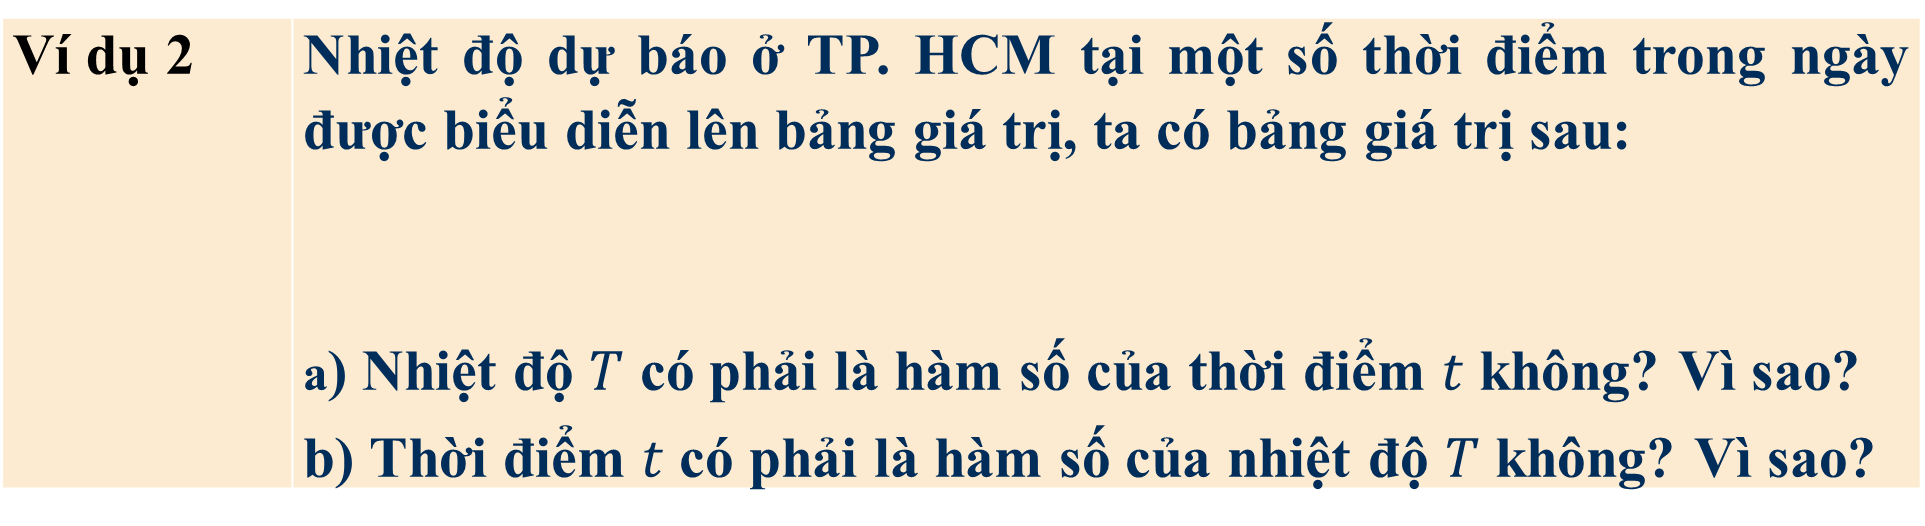 Ví dụ 2
Nhiệt độ dự báo ở TP. HCM tại một số thời điểm trong ngày
được biểu diễn lên bảng giá trị, ta có bảng giá trị sau:
a) Nhiệt độ T có phải là hàm số của thời điểm t không? Vì sao?
b) Thời điểm t có phải là hàm số của nhiệt độ T không? Vì sao?